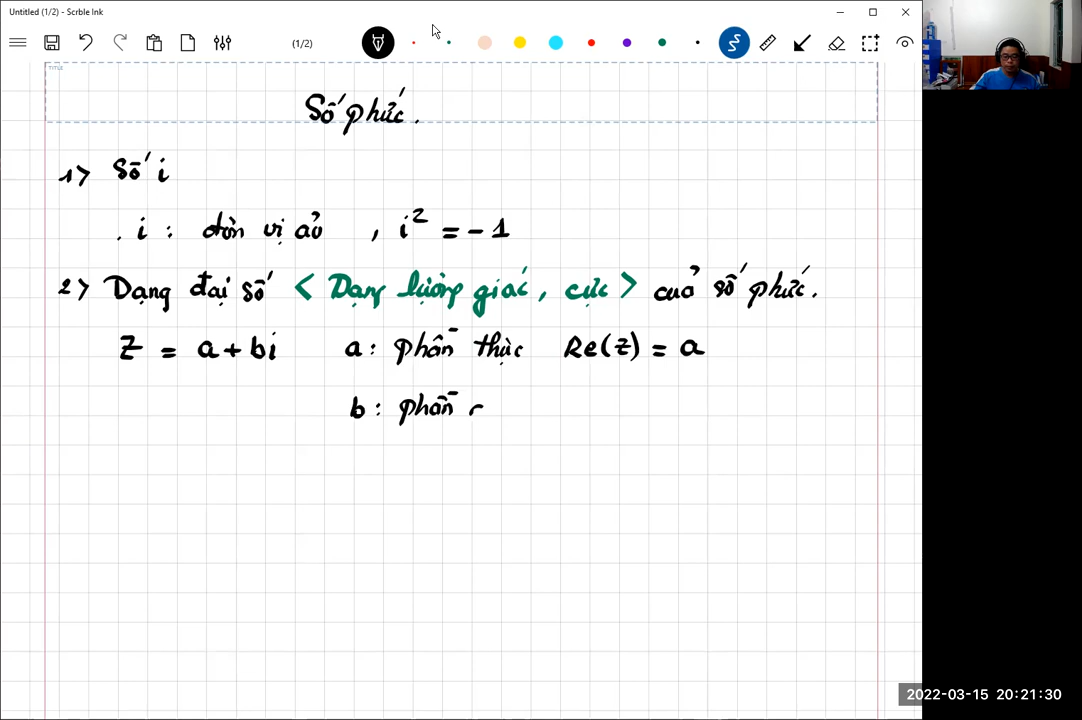 Untitled (1/2) - Scrble Ink
(1/2)
TITLE
Số phức.
1> Số i
. i : đơn vị ảo , i² = -1
2> Dạng đại số < Dạng lượng giác, cực > của số phức.
Z = a + bi a : phần thực Re(z) = a
b : phần
2022-03-15 20:21:30